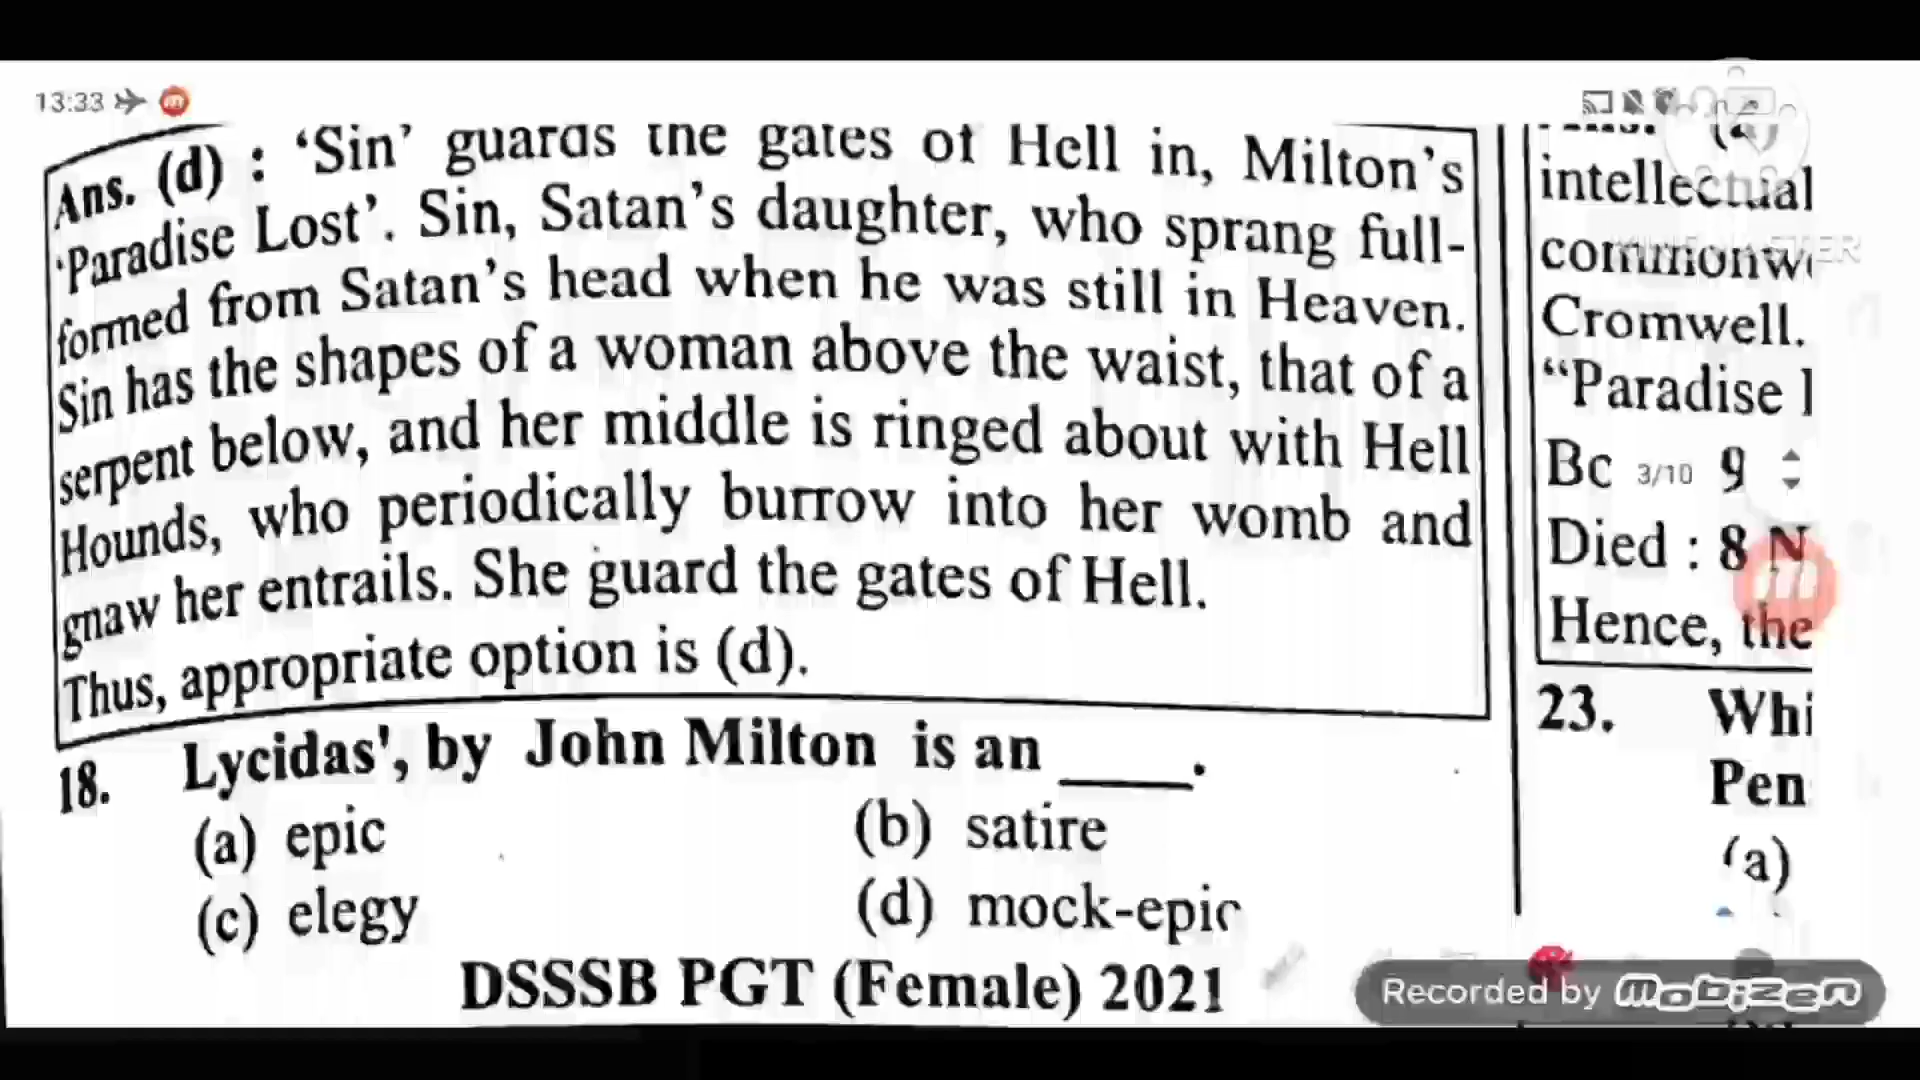 13:33
Ans. (d) : ‘Sin’ guards the gates of Hell in, Milton’s
‘Paradise Lost’. Sin, Satan’s daughter, who sprang full-
formed from Satan’s head when he was still in Heaven.
Sin has the shapes of a woman above the waist, that of a
serpent below, and her middle is ringed about with Hell
Hounds, who periodically burrow into her womb and
gnaw her entrails. She guard the gates of Hell.
Thus, appropriate option is (d).
18. Lycidas', by John Milton is an ____.
(a) epic (b) satire
(c) elegy (d) mock-epic
DSSSB PGT (Female) 2021
intellectual
commonwe
Cromwell.
“Paradise
3/10 9
Died : 8 N
Hence, the
23. Whi
Pen
(a)
KINEMASTER
Recorded by mobizen